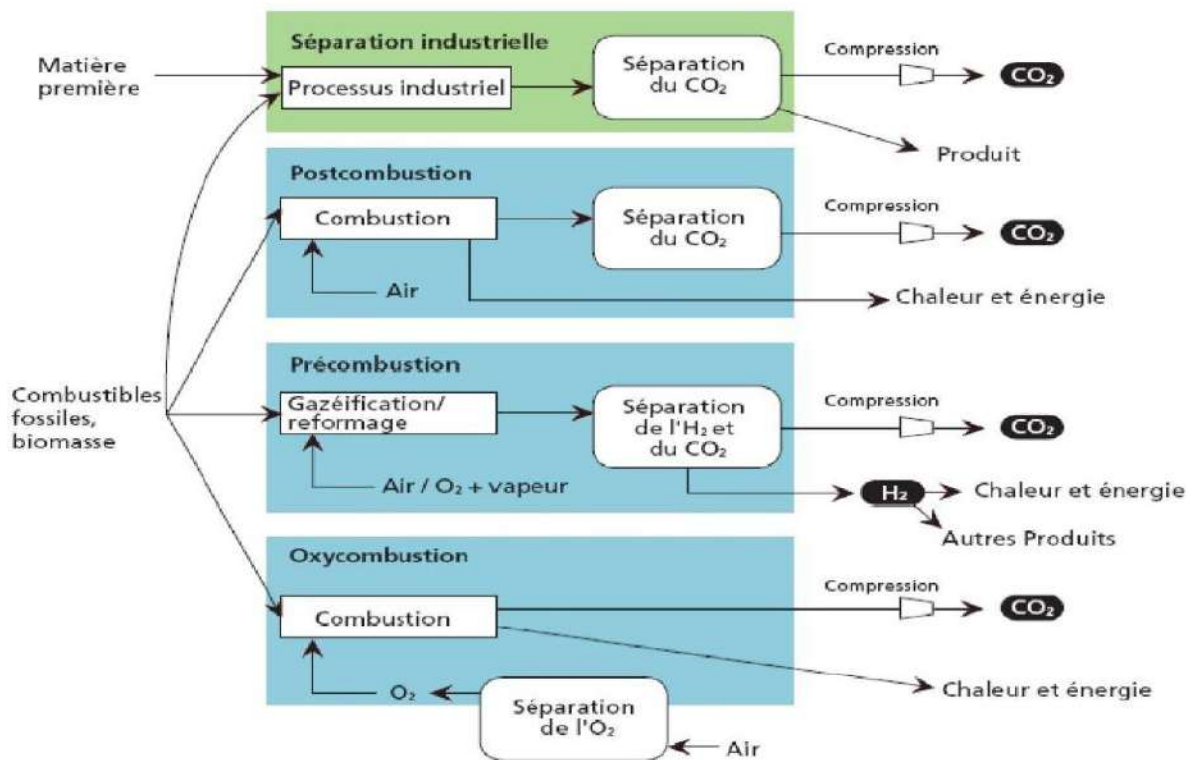 Séparation industrielle
Matière
première
Processus industriel
Séparation
du CO₂
Compression
CO₂
Produit
Postcombustion
Combustion
Séparation
du CO₂
Compression
CO₂
Air
Chaleur et énergie
Combustibles
fossiles,
biomasse
Précombustion
Gazéification/
reformage
Séparation
de l'H₂ et
du CO₂
Compression
CO₂
Air / O₂ + vapeur
H₂
Chaleur et énergie
Autres Produits
Oxycombustion
Combustion
Compression
CO₂
O₂
Séparation
de l'O₂
Chaleur et énergie
Air